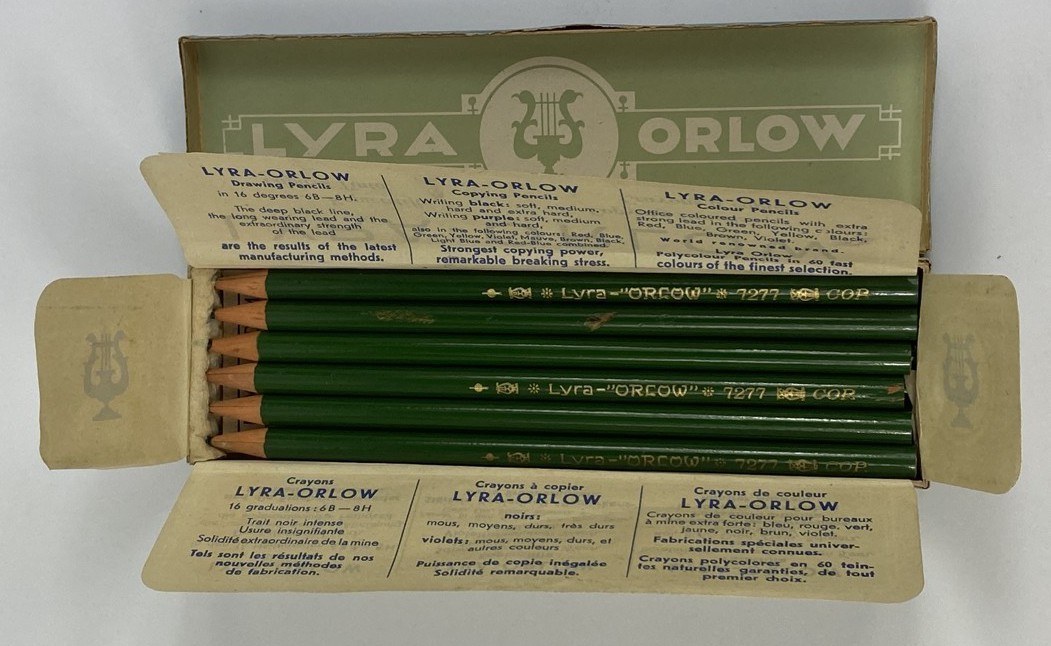 LYRA ORLOW
LYRA-ORLOW
Drawing Pencils
in 16 degrees 6B—8H.
The deep black line,
the long wearing lead and the
extraordinary strength
of the lead
are the results of the latest
manufacturing methods.
LYRA-ORLOW
Copying Pencils
Writing black: soft, medium,
hard and extra hard,
Writing purple: soft, medium
and hard,
also in the following colours: Red, Blue,
Green, Yellow, Violet, Mauve, Brown, Black,
Light Blue and Red-Blue combined.
Strongest copying power,
remarkable breaking stress.
LYRA-ORLOW
Colour Pencils
Office coloured pencils with extra
strong lead in the following colours:
Red, Blue, Green, Yellow, Black,
Brown, Violet.
World renowned brand
Lyra Orlow
Polycolour Pencils in 60 fast
colours of the finest selection.
Lyra-"ORLOW" 7277 COP
Lyra-"ORLOW" 7277 COP
Lyra-"ORLOW" 7277 COP
Crayons
LYRA-ORLOW
16 graduations: 6B — 8H
Trait noir intense
Usure insignifiante
Solidité extraordinaire de la mine
Tels sont les résultats de nos
nouvelles méthodes
de fabrication.
Crayons à copier
LYRA-ORLOW
noirs:
mous, moyens, durs, très durs
violets: mous, moyens, durs, et
autres couleurs
Puissance de copie inégalée
Solidité remarquable.
Crayons de couleur
LYRA-ORLOW
Crayons de couleur pour bureaux
à mine extra forte: bleu, rouge, vert,
jaune, noir, brun, violet.
Fabrications spéciales univer-
sellement connues.
Crayons polycolores en 60 tein-
tes naturelles garanties, de tout
premier choix.